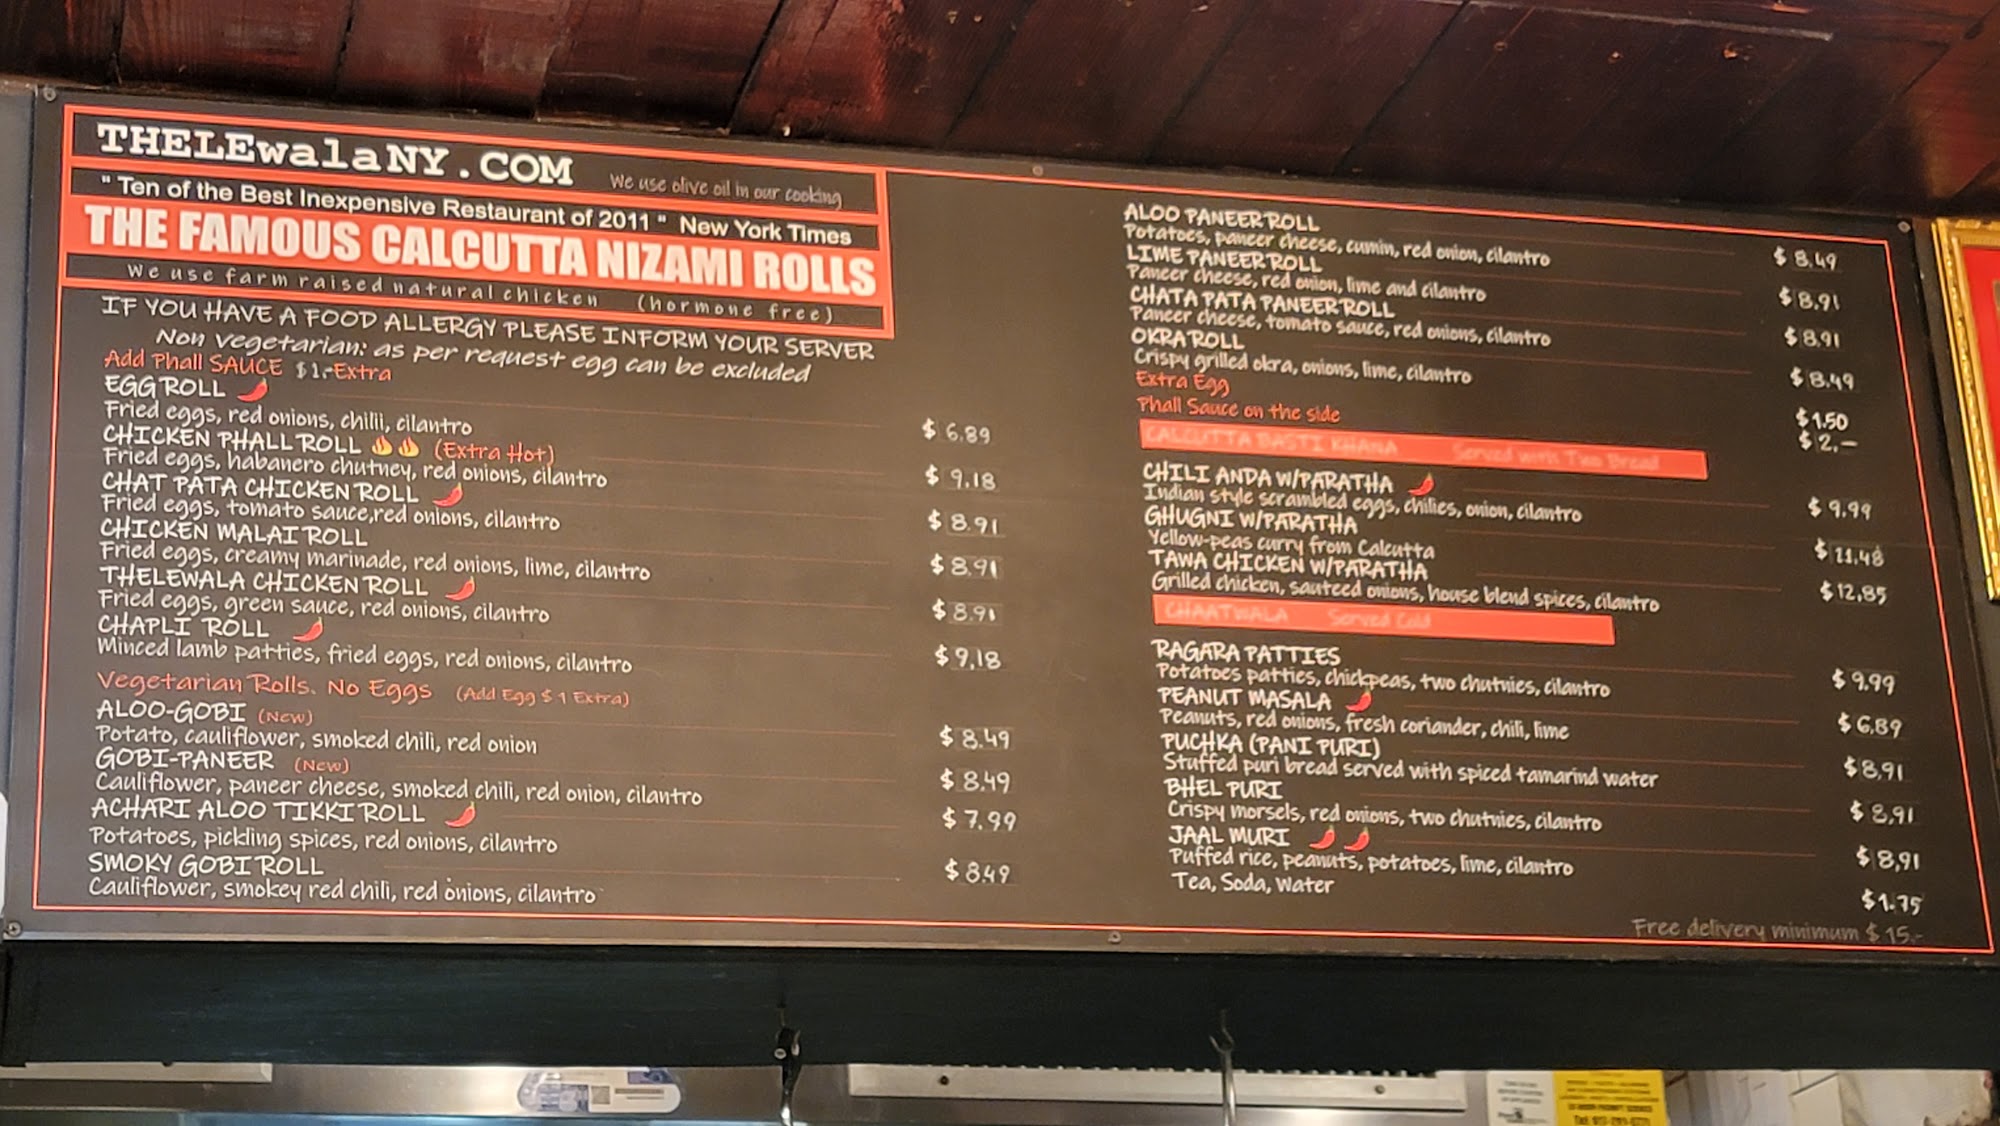 THELEwalaNY.COM We use olive oil in our cooking
" Ten of the Best Inexpensive Restaurant of 2011 " New York Times
THE FAMOUS CALCUTTA NIZAMI ROLLS
We use farm raised natural chicken (hormone free)
IF YOU HAVE A FOOD ALLERGY PLEASE INFORM YOUR SERVER
Non vegetarian: as per request egg can be excluded
Add Phall SAUCE $1.-Extra
EGG ROLL $6.89
Fried eggs, red onions, chilii, cilantro
CHICKEN PHALL ROLL (Extra Hot) $9.18
Fried eggs, habanero chutney, red onions, cilantro
CHAT PATA CHICKEN ROLL $8.91
Fried eggs, tomato sauce,red onions, cilantro
CHICKEN MALAI ROLL $8.91
Fried eggs, creamy marinade, red onions, lime, cilantro
THELEWALA CHICKEN ROLL $8.91
Fried eggs, green sauce, red onions, cilantro
CHAPLI ROLL $9.18
Minced lamb patties, fried eggs, red onions, cilantro
Vegetarian Rolls. No Eggs (Add Egg $1 Extra)
ALOO-GOBI (New) $8.49
Potato, cauliflower, smoked chili, red onion
GOBI-PANEER (New) $8.49
Cauliflower, paneer cheese, smoked chili, red onion, cilantro
ACHARI ALOO TIKKI ROLL $7.99
Potatoes, pickling spices, red onions, cilantro
SMOKY GOBI ROLL $8.49
Cauliflower, smokey red chili, red onions, cilantro
ALOO PANEER ROLL $8.49
Potatoes, paneer cheese, cumin, red onion, cilantro
LIME PANEER ROLL $8.91
Paneer cheese, red onion, lime and cilantro
CHATA PATA PANEER ROLL $8.91
Paneer cheese, tomato sauce, red onions, cilantro
OKRA ROLL $8.49
Crispy grilled okra, onions, lime, cilantro
Extra Egg $1.50
Phall Sauce on the side $2.-
CALCUTTA BASTI KHANA Served with Two Bread
CHILI ANDA W/PARATHA $9.99
Indian style scrambled eggs, chilies, onion, cilantro
GHUGNI W/PARATHA $11.48
Yellow-peas curry from Calcutta
TAWA CHICKEN W/PARATHA $12.85
Grilled chicken, sauteed onions, house blend spices, cilantro
CHAATWALA Served Cold
RAGARA PATTIES $9.99
Potatoes patties, chickpeas, two chutnies, cilantro
PEANUT MASALA $6.89
Peanuts, red onions, fresh coriander, chili, lime
PUCHKA (PANI PURI) $8.91
Stuffed puri bread served with spiced tamarind water
BHEL PURI $8.91
Crispy morsels, red onions, two chutnies, cilantro
JAAL MURI $8.91
Puffed rice, peanuts, potatoes, lime, cilantro
Tea, Soda, Water $1.75
Free delivery minimum $15.-